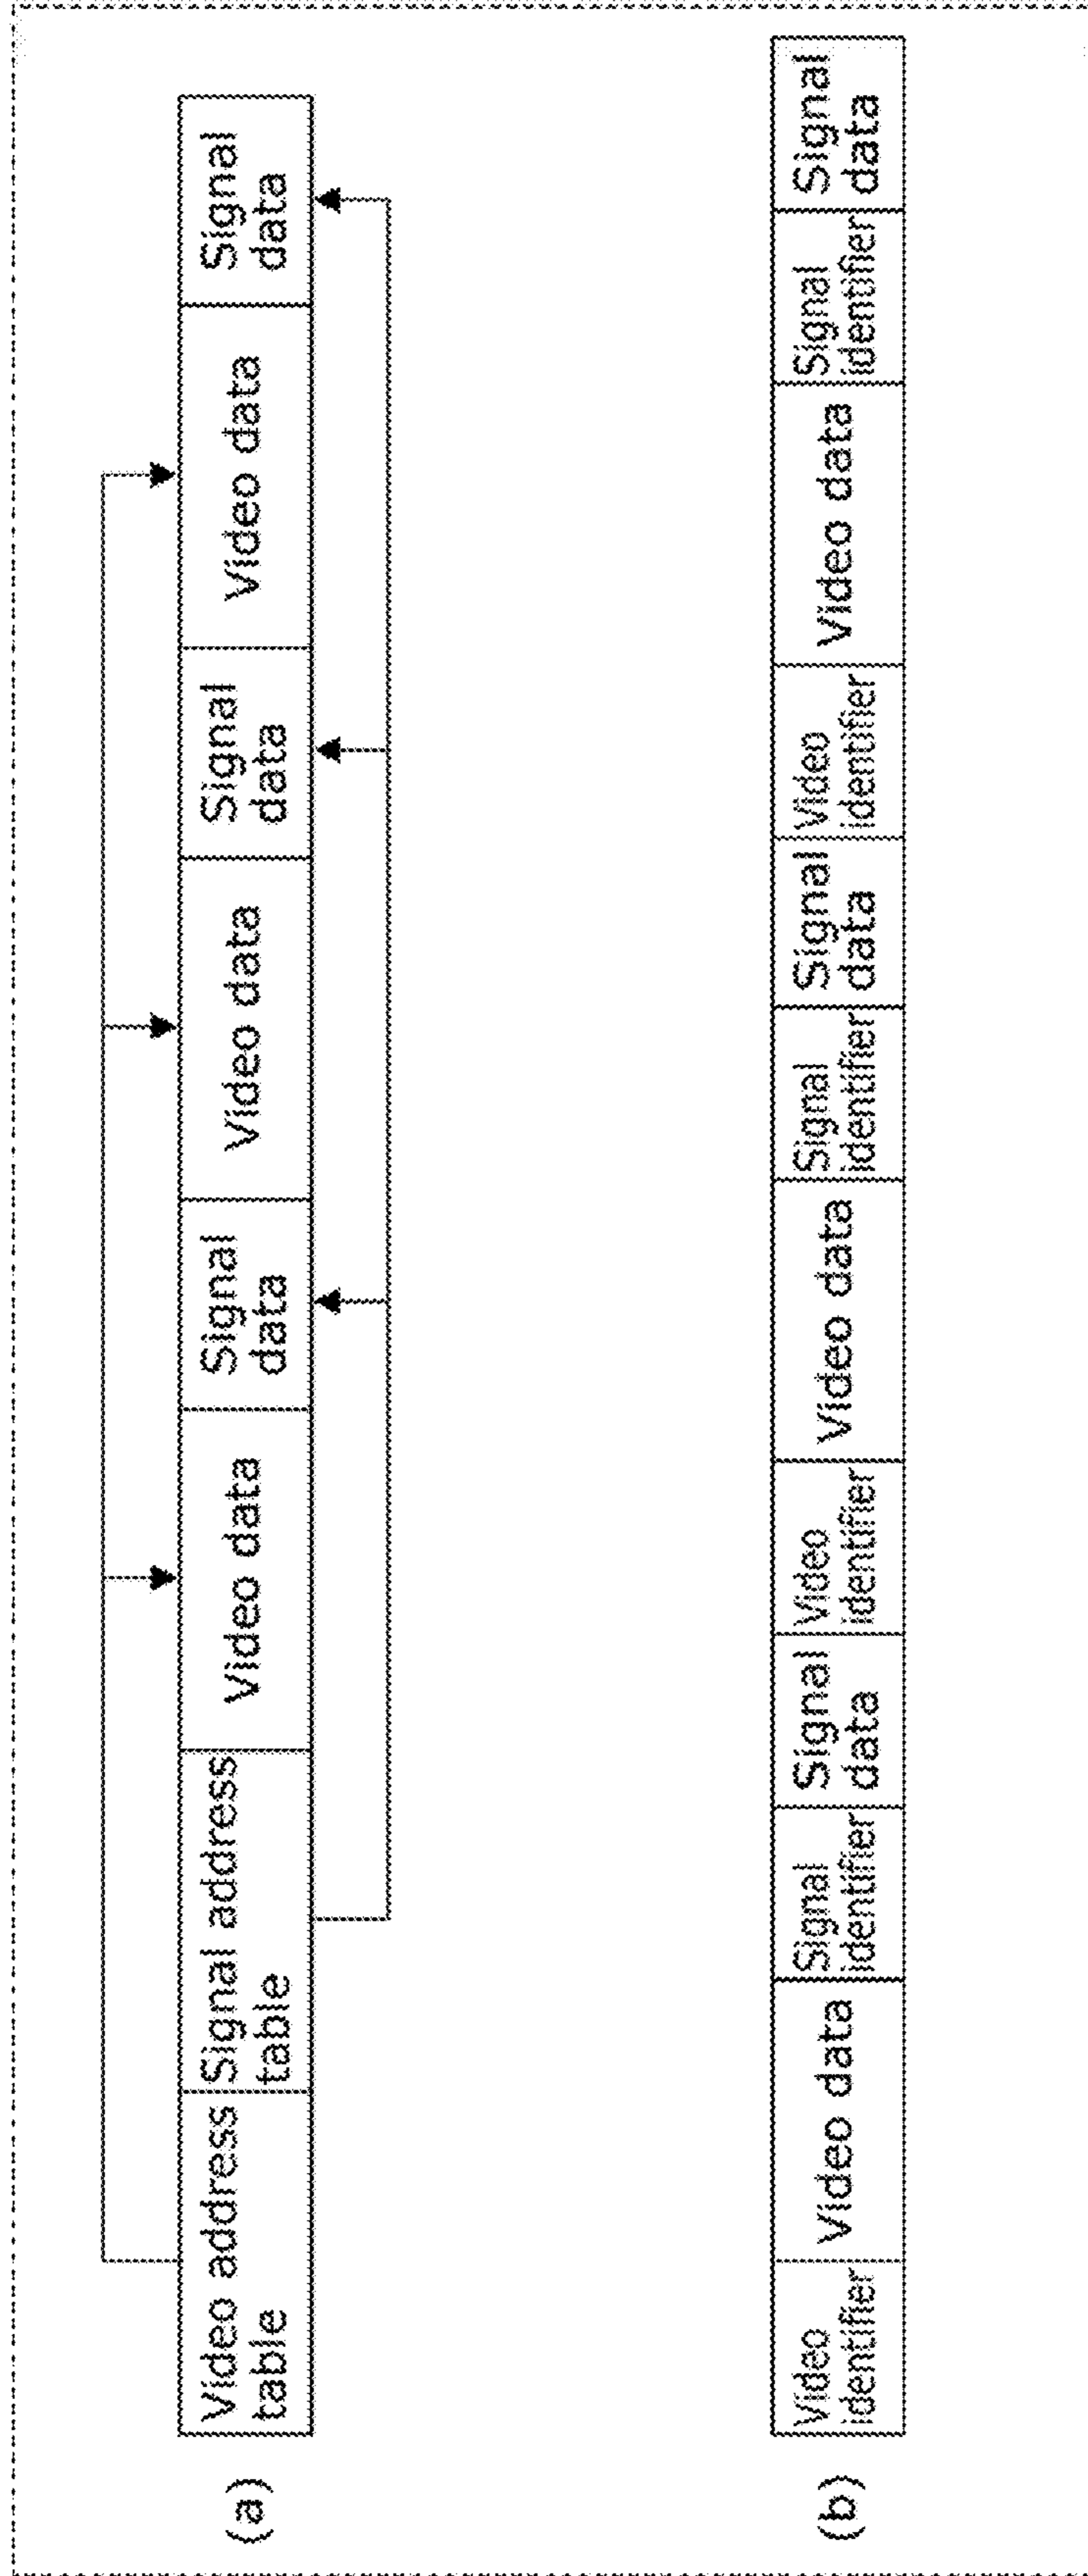 (a)
Video address
table
Signal address
table
Video data
Signal
data
Video data
Signal
data
Video data
Signal
data
(b)
Video
identifier
Video data
Signal
identifier
Signal
data
Video
identifier
Video data
Signal
identifier
Signal
data
Video
identifier
Video data
Signal
identifier
Signal
data